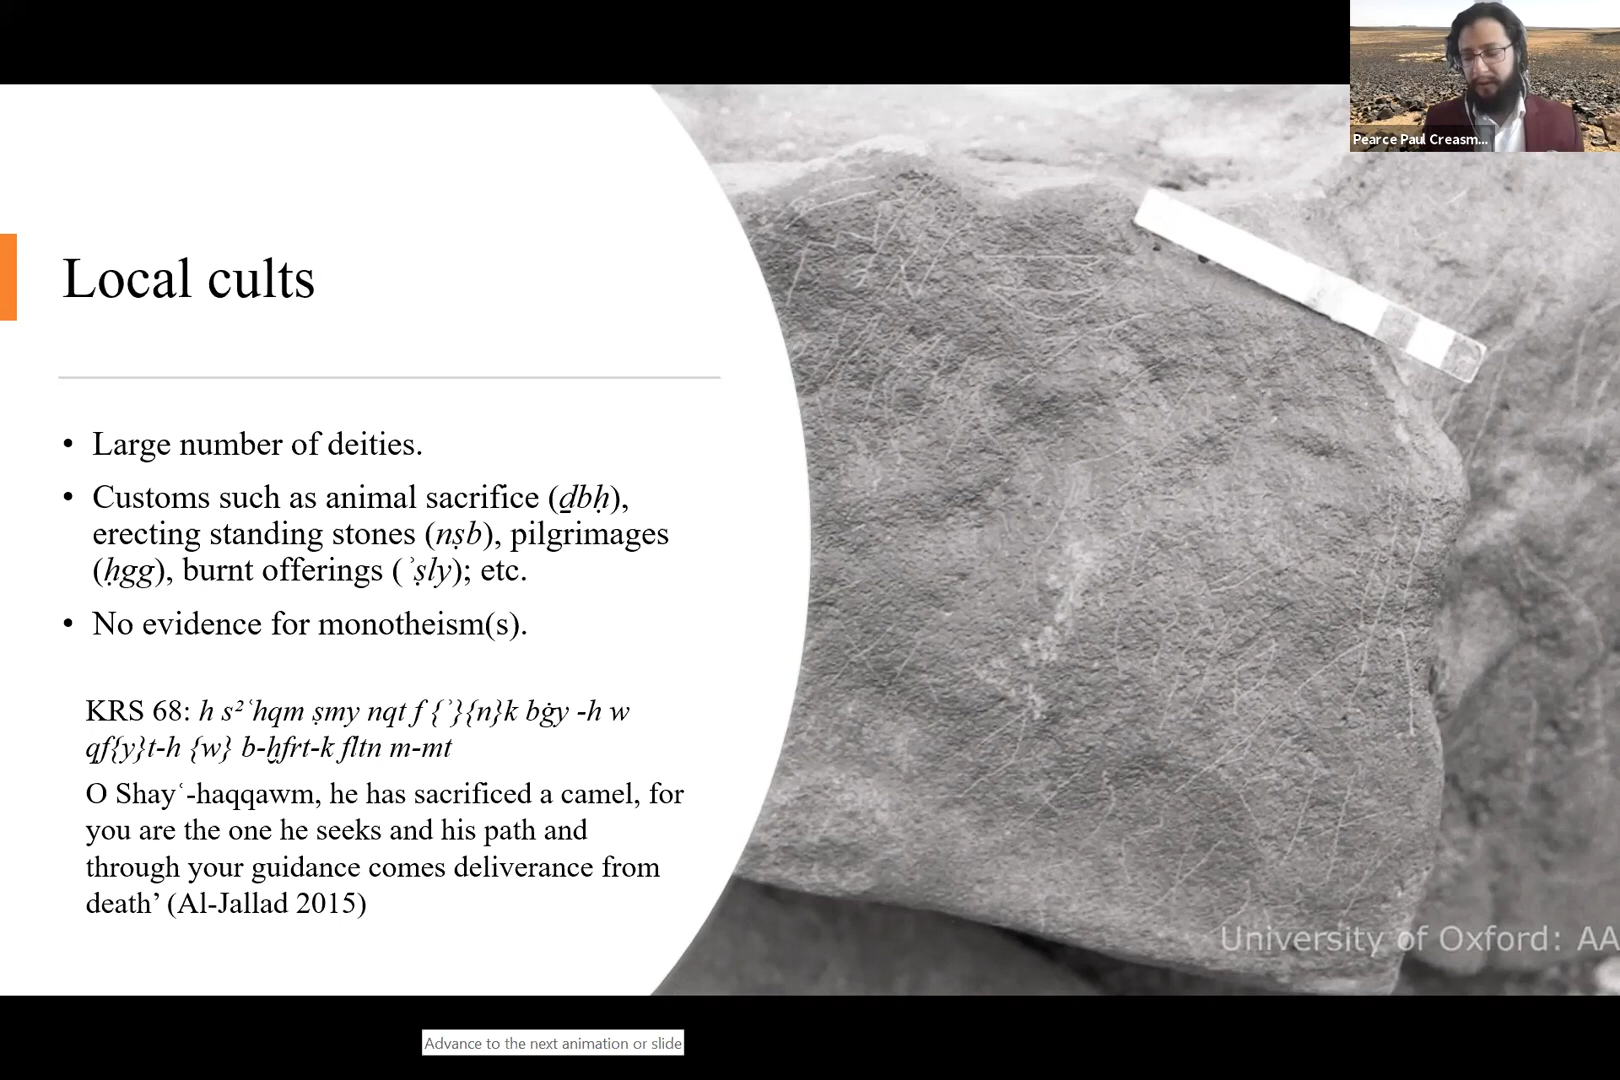 Pearce Paul Creasm...
Local cults
• Large number of deities.
• Customs such as animal sacrifice (ḏbḥ),
erecting standing stones (nṣb), pilgrimages
(ḥgg), burnt offerings (ʾṣly); etc.
• No evidence for monotheism(s).
KRS 68: h s²ʿhqm ṣmy nqt f {ʾ}{n}k bġy -h w
qf{y}t-h {w} b-ḫfrt-k fltn m-mt
O Shayʿ-haqqawm, he has sacrificed a camel, for
you are the one he seeks and his path and
through your guidance comes deliverance from
death’ (Al-Jallad 2015)
University of Oxford: AA
Advance to the next animation or slide